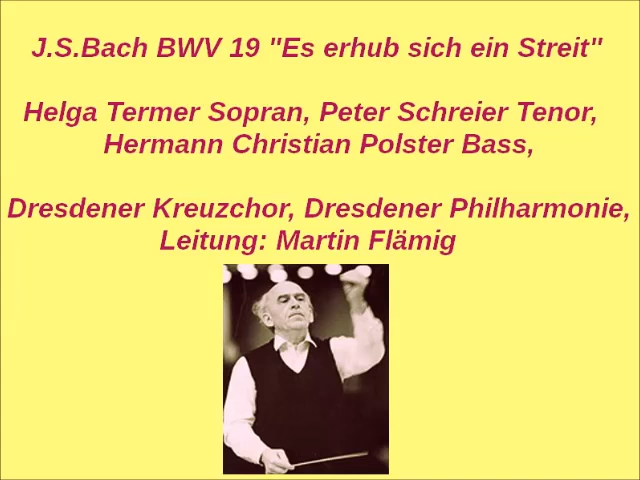 J.S.Bach BWV 19 "Es erhub sich ein Streit"
Helga Termer Sopran, Peter Schreier Tenor,
Hermann Christian Polster Bass,
Dresdener Kreuzchor, Dresdener Philharmonie,
Leitung: Martin Flämig